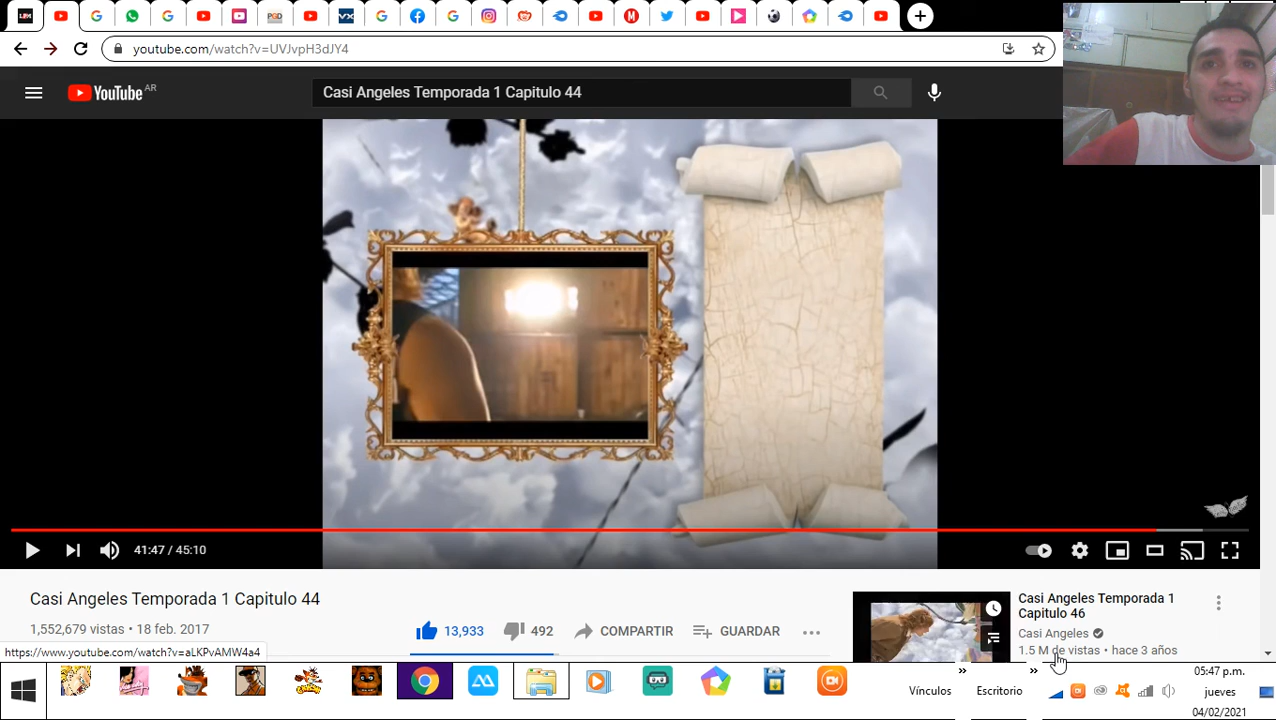 youtube.com/watch?v=UVJvpH3dJY4
YouTube AR
Casi Angeles Temporada 1 Capitulo 44
41:47 / 45:10
Casi Angeles Temporada 1 Capitulo 44
1,552,679 vistas • 18 feb. 2017
13,933
492
COMPARTIR
GUARDAR
Casi Angeles Temporada 1
Capitulo 46
Casi Angeles
1.5 M de vistas • hace 3 años
https://www.youtube.com/watch?v=aLKPvAMW4a4
Vínculos
Escritorio
05:47 p.m.
jueves
04/02/2021